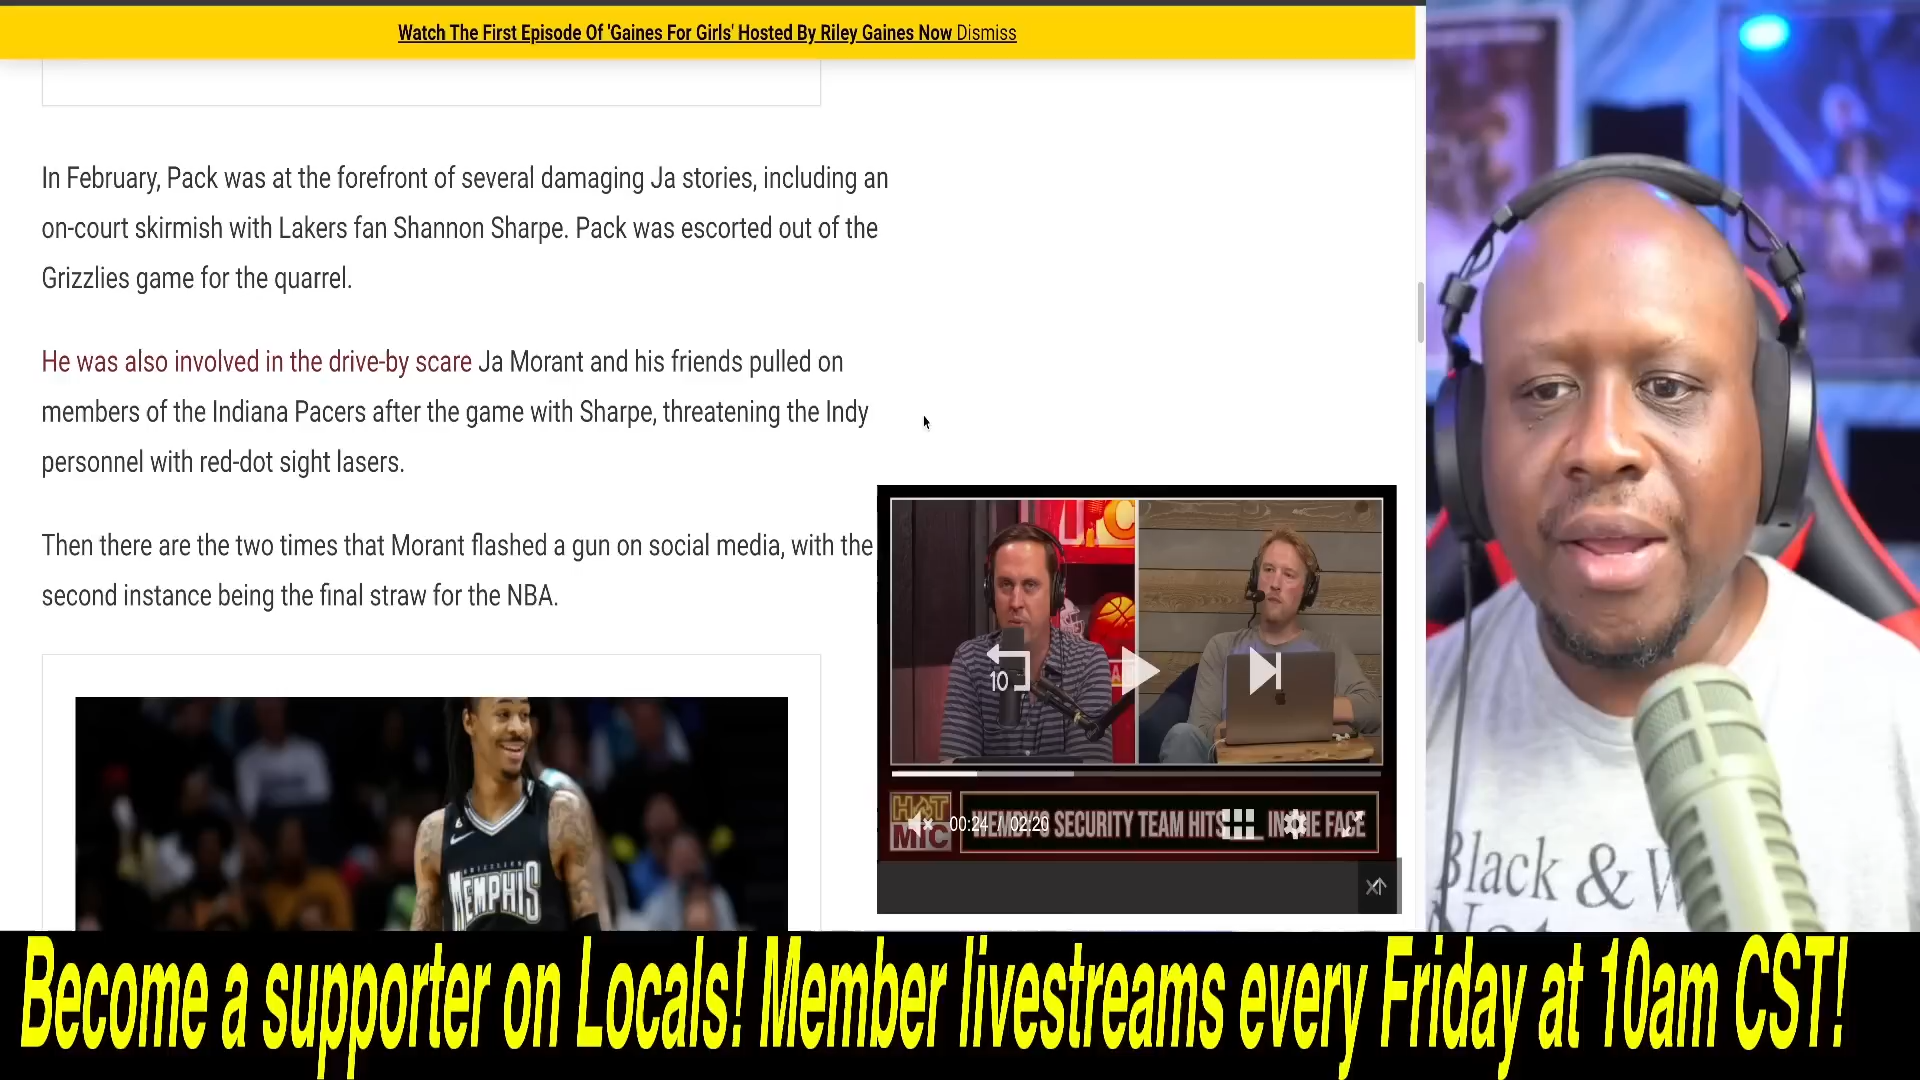 Watch The First Episode Of 'Gaines For Girls' Hosted By Riley Gaines Now Dismiss
In February, Pack was at the forefront of several damaging Ja stories, including an
on-court skirmish with Lakers fan Shannon Sharpe. Pack was escorted out of the
Grizzlies game for the quarrel.
He was also involved in the drive-by scare Ja Morant and his friends pulled on
members of the Indiana Pacers after the game with Sharpe, threatening the Indy
personnel with red-dot sight lasers.
Then there are the two times that Morant flashed a gun on social media, with the
second instance being the final straw for the NBA.
10
HOT
MIC
00:24 / 02:20
SECURITY TEAM HITS IN THE FACE
MEMPHIS
Black & W
Not
Become a supporter on Locals! Member livestreams every Friday at 10am CST!